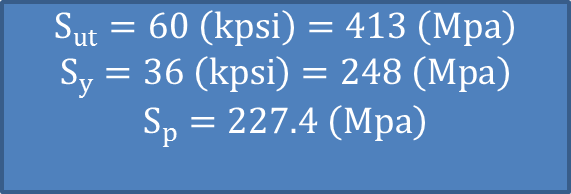 S_ut = 60 (kpsi) = 413 (Mpa)
S_y = 36 (kpsi) = 248 (Mpa)
S_p = 227.4 (Mpa)